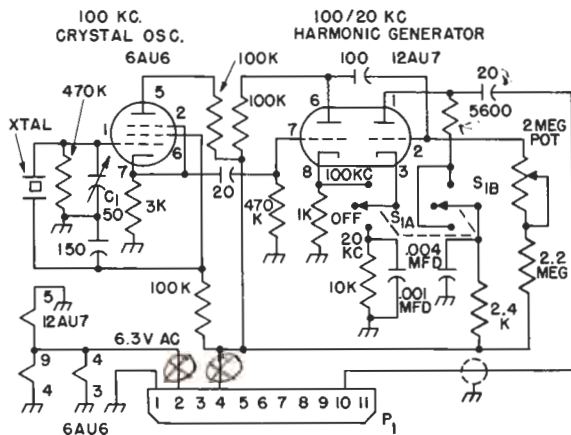 100 KC.
CRYSTAL OSC.
6AU6
100/20 KC
HARMONIC GENERATOR
12AU7
100K
100
20
5600
470K
XTAL
5
2
1
6
7
100K
6
1
7
2
8
3
2 MEG
POT
C1
50
3K
20
470
K
100KC
1K
OFF
S1A
S1B
150
20
KC
.004
MFD
2.2
MEG
100K
10K
.001
MFD
2.4
K
5
12AU7
9
4
6.3V AC
4
3
6AU6
1 2 3 4 5 6 7 8 9 10 11
P1